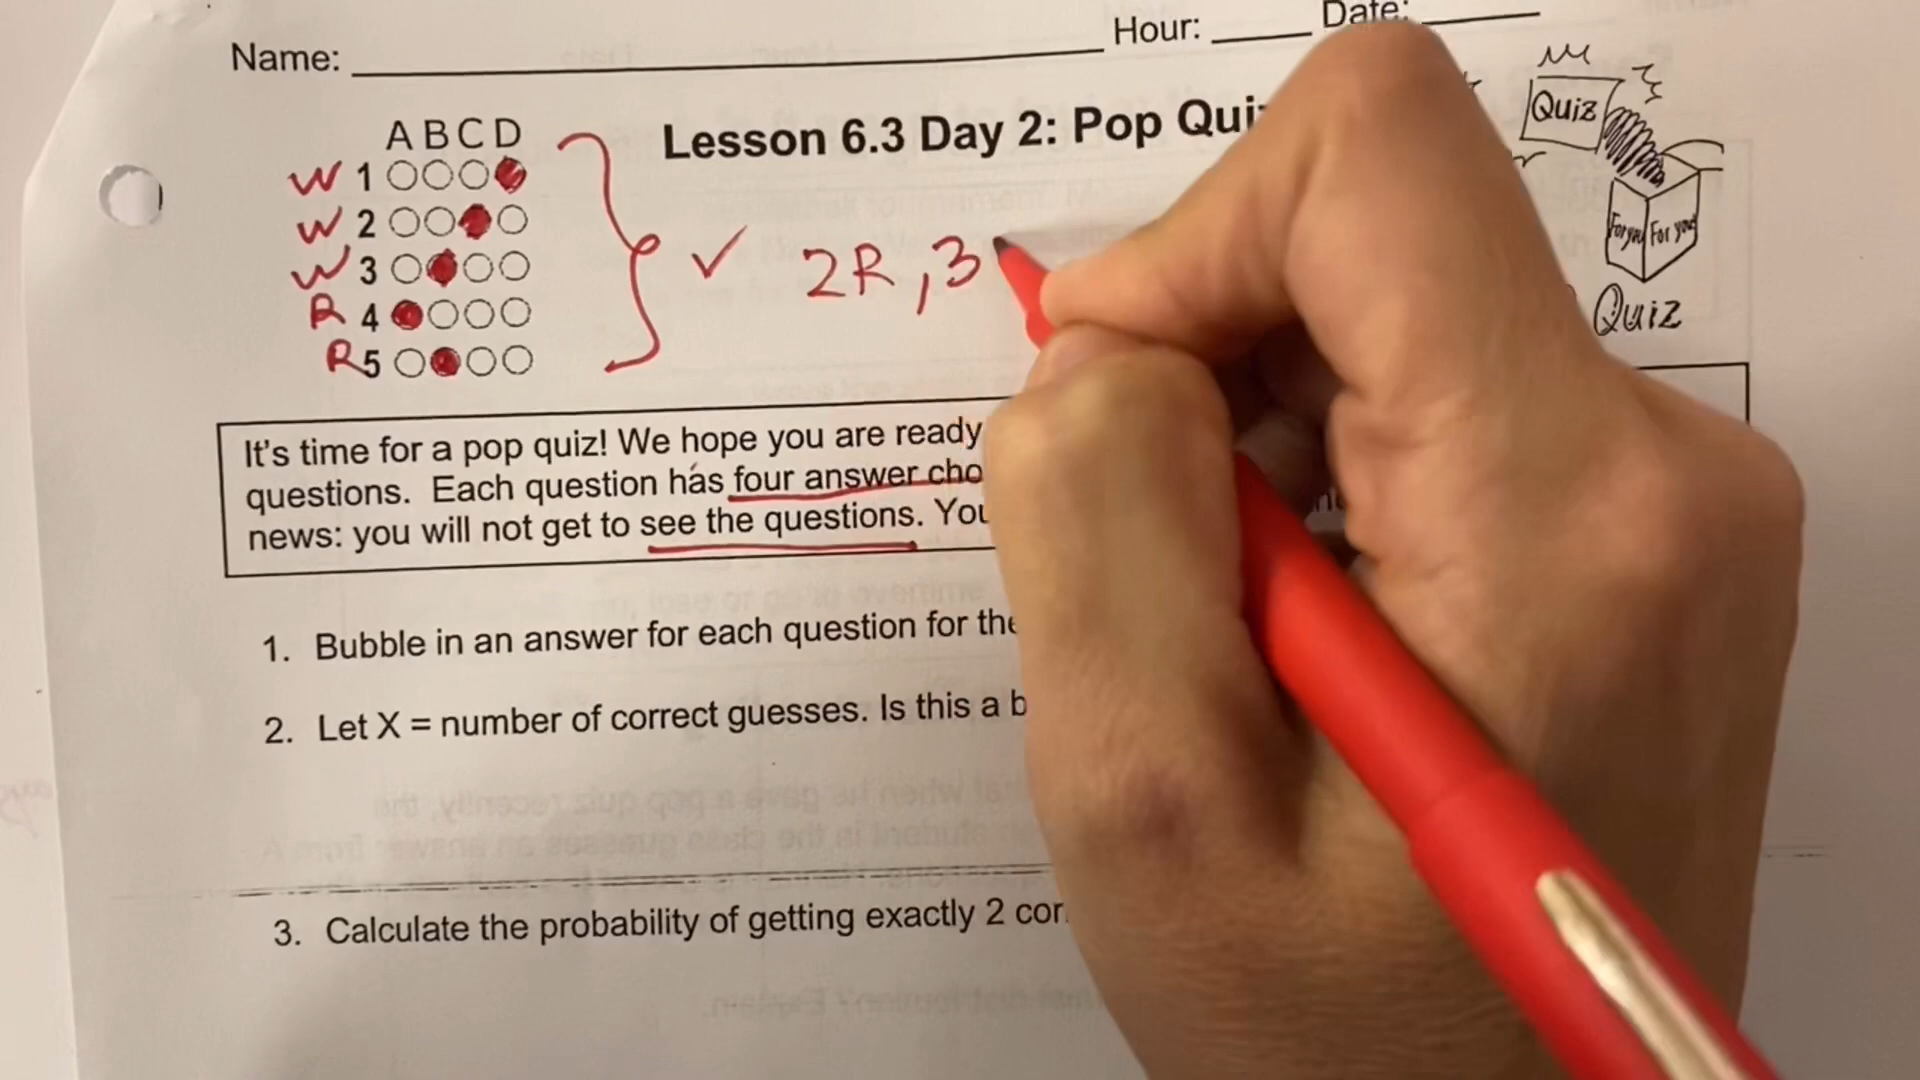 Name: Hour: Date:
A B C D
W 1
W 2
W 3
R 4
R 5
Lesson 6.3 Day 2: Pop Qui
✓ 2R, 3
Quiz
For you For you
Quiz
It's time for a pop quiz! We hope you are ready
questions. Each question has four answer cho
news: you will not get to see the questions. You
1. Bubble in an answer for each question for the
2. Let X = number of correct guesses. Is this a b
3. Calculate the probability of getting exactly 2 cor